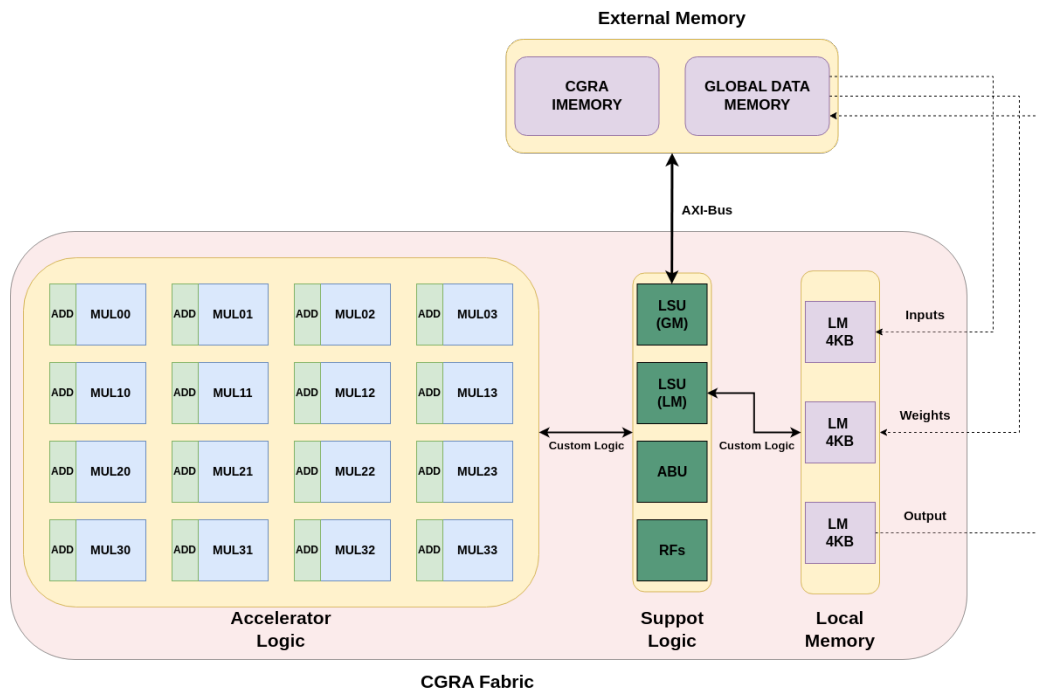 External Memory
CGRA
IMEMORY
GLOBAL DATA
MEMORY
AXI-Bus
ADD MUL00 ADD MUL01 ADD MUL02 ADD MUL03
ADD MUL10 ADD MUL11 ADD MUL12 ADD MUL13
ADD MUL20 ADD MUL21 ADD MUL22 ADD MUL23
ADD MUL30 ADD MUL31 ADD MUL32 ADD MUL33
Accelerator
Logic
Custom Logic
LSU
(GM)
LSU
(LM)
ABU
RFs
Suppot
Logic
Custom Logic
LM
4KB
LM
4KB
LM
4KB
Local
Memory
Inputs
Weights
Output
CGRA Fabric